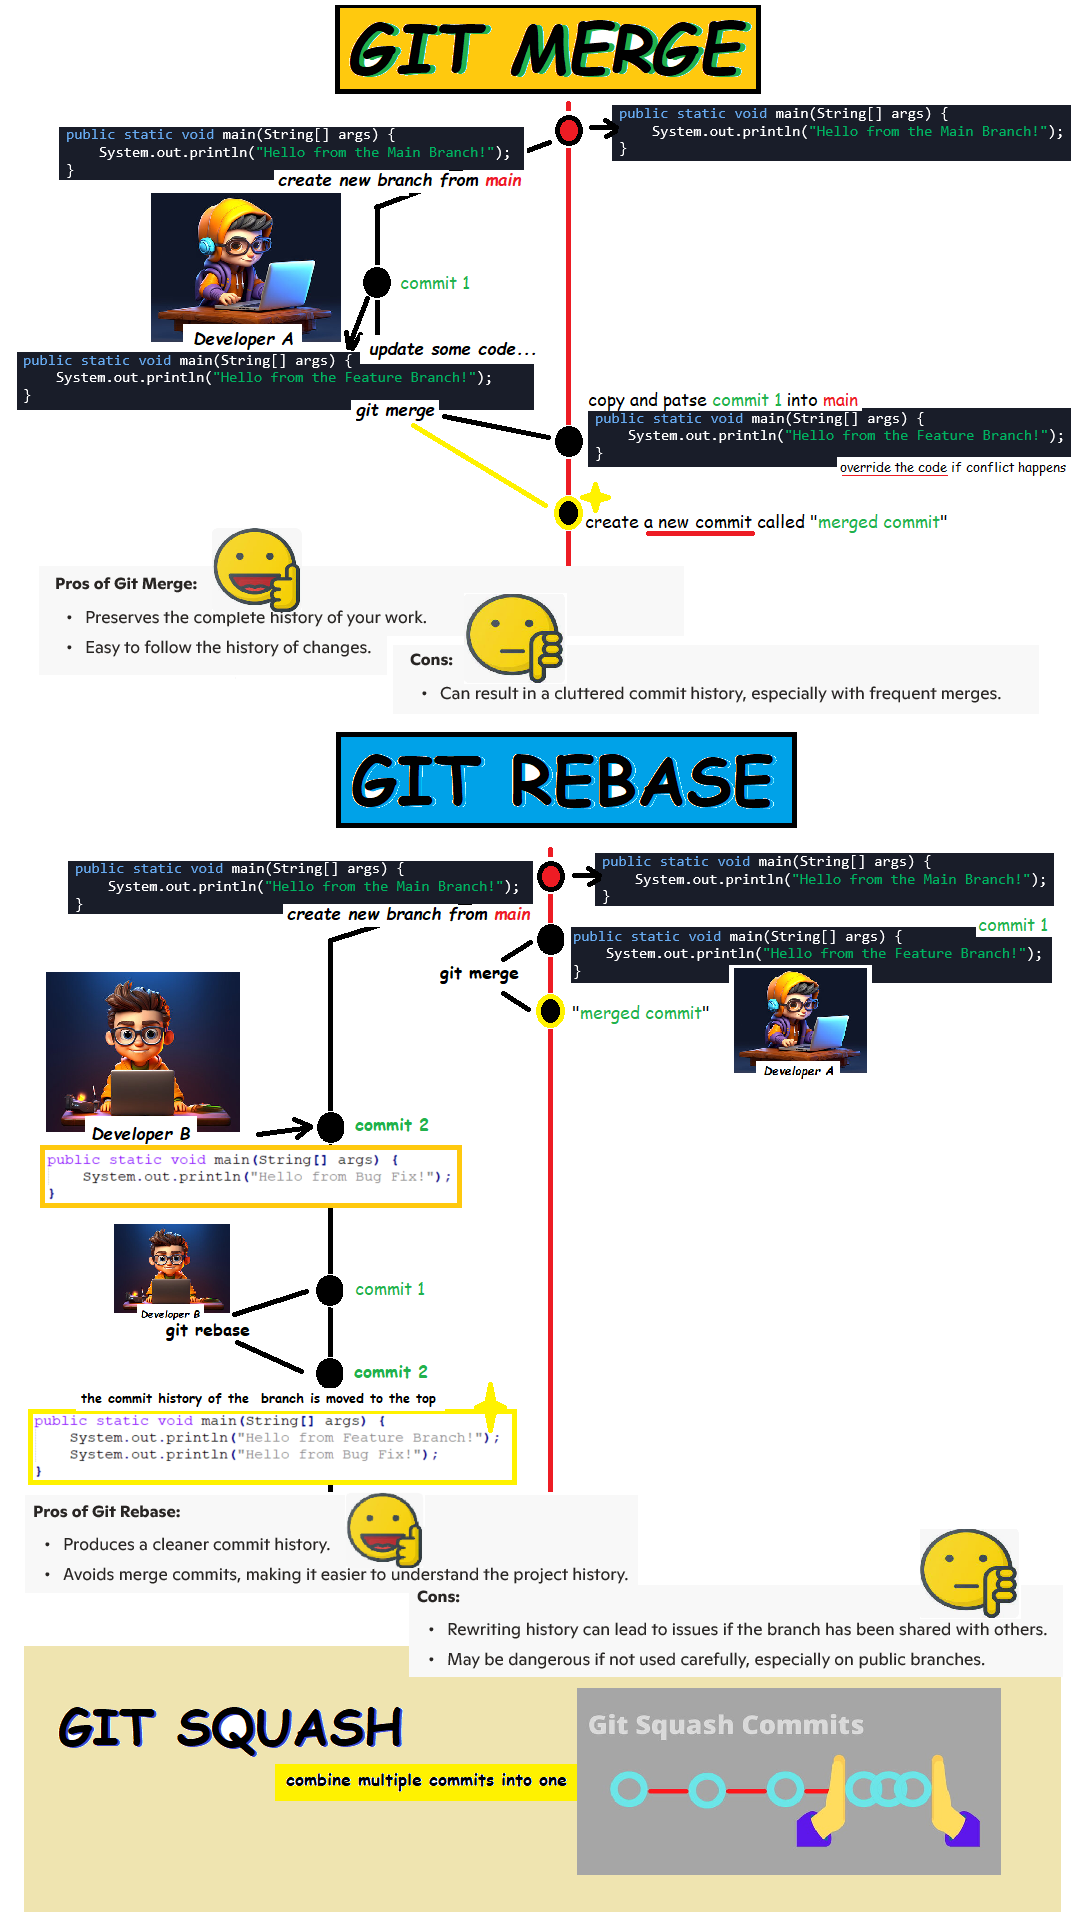 GIT MERGE
public static void main(String[] args) {
System.out.println("Hello from the Main Branch!");
}
public static void main(String[] args) {
System.out.println("Hello from the Main Branch!");
}
create new branch from main
commit 1
Developer A
update some code...
public static void main(String[] args) {
System.out.println("Hello from the Feature Branch!");
}
git merge
copy and patse commit 1 into main
public static void main(String[] args) {
System.out.println("Hello from the Feature Branch!");
}
override the code if conflict happens
create a new commit called "merged commit"
Pros of Git Merge:
• Preserves the complete history of your work.
• Easy to follow the history of changes.
Cons:
• Can result in a cluttered commit history, especially with frequent merges.
GIT REBASE
public static void main(String[] args) {
System.out.println("Hello from the Main Branch!");
}
public static void main(String[] args) {
System.out.println("Hello from the Main Branch!");
}
create new branch from main
commit 1
public static void main(String[] args) {
System.out.println("Hello from the Feature Branch!");
}
git merge
"merged commit"
Developer A
commit 2
Developer B
public static void main(String[] args) {
System.out.println("Hello from Bug Fix!");
}
commit 1
Developer B
git rebase
commit 2
the commit history of the branch is moved to the top
public static void main(String[] args) {
System.out.println("Hello from Feature Branch!");
System.out.println("Hello from Bug Fix!");
}
Pros of Git Rebase:
• Produces a cleaner commit history.
• Avoids merge commits, making it easier to understand the project history.
Cons:
• Rewriting history can lead to issues if the branch has been shared with others.
• May be dangerous if not used carefully, especially on public branches.
GIT SQUASH
combine multiple commits into one
Git Squash Commits